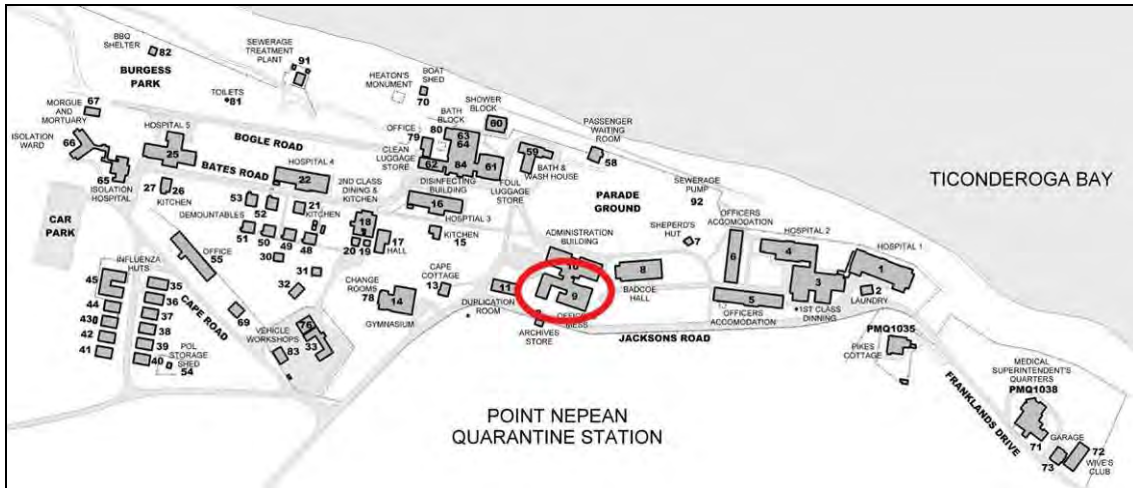 BBQ
SHELTER
82
BURGESS
PARK
SEWERAGE
TREATMENT
PLANT
91
TOILETS
81
HEATON'S
MONUMENT
BOAT
SHED
70
SHOWER
BLOCK
60
BATH
BLOCK
80
63
64
OFFICE
79
CLEAN
LUGGAGE
STORE
62
84
61
59
BATH &
WASH HOUSE
PASSENGER
WAITING
ROOM
58
MORGUE
AND
MORTUARY
67
ISOLATION
WARD
66
65
ISOLATION
HOSPITAL
HOSPITAL 5
25
BOGLE ROAD
BATES ROAD
HOSPITAL 4
22
27
26
KITCHEN
2ND CLASS
DINING &
KITCHEN
18
20
19
17
HALL
DISINFECTING
BUILDING
16
HOSPTIAL 3
FOUL
LUGGAGE
STORE
KITCHEN
15
PARADE
GROUND
SEWERAGE
PUMP
92
TICONDEROGA BAY
CAR
PARK
DEMOUNTABLES
53
52
21
KITCHEN
51
50
49
48
30
31
32
OFFICE
55
INFLUENZA
HUTS
45
44
43
42
41
35
36
37
38
39
40
POL
STORAGE
SHED
54
CAPE ROAD
69
VEHICLE
WORKSHOPS
76
33
83
CHANGE
ROOMS
78
14
GYMNASIUM
CAPE
COTTAGE
13
ADMINISTRATION
BUILDING
10
11
DUPLICATION
ROOM
9
MESS
ARCHIVES
STORE
8
BADCOE
HALL
SHEPERD'S
HUT
7
OFFICERS
ACCOMODATION
6
5
OFFICERS
ACCOMODATION
HOSPITAL 2
4
3
1ST CLASS
DINNING
HOSPITAL 1
1
2
LAUNDRY
JACKSONS ROAD
PMQ1035
PIKES
COTTAGE
FRANKLANDS DRIVE
MEDICAL
SUPERINTENDENT'S
QUARTERS
PMQ1038
71
GARAGE
73
72
WIVE'S
CLUB
POINT NEPEAN
QUARANTINE STATION